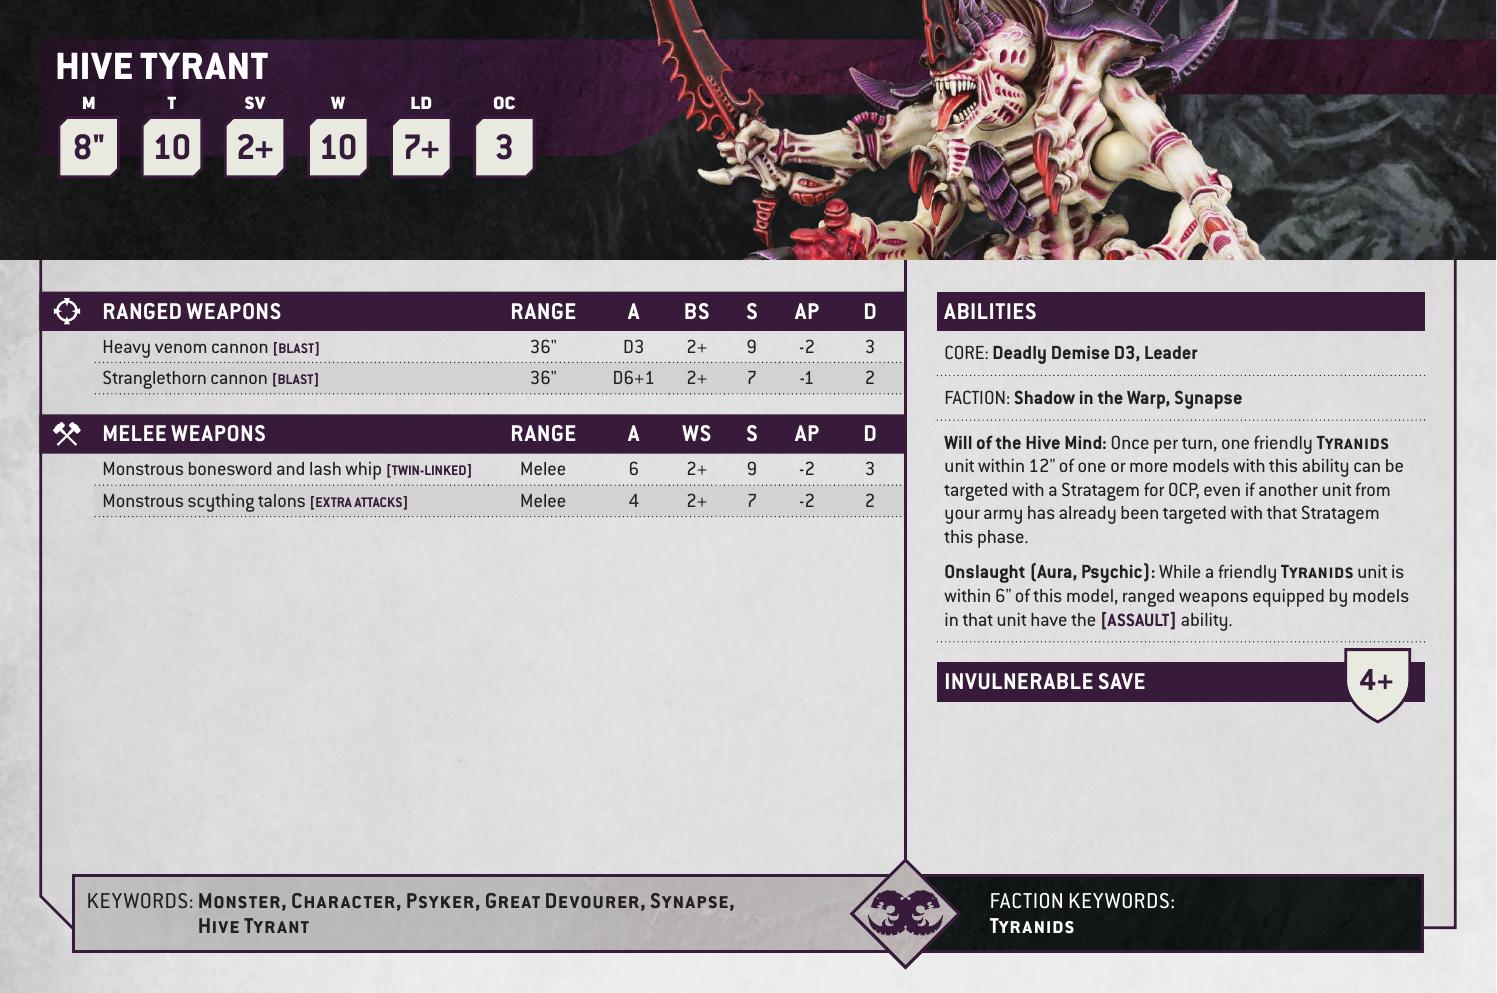 HIVE TYRANT
M T SV W LD OC
8" 10 2+ 10 7+ 3
RANGED WEAPONS RANGE A BS S AP D
Heavy venom cannon [BLAST] 36" D3 2+ 9 -2 3
Stranglethorn cannon [BLAST] 36" D6+1 2+ 7 -1 2
MELEE WEAPONS RANGE A WS S AP D
Monstrous bonesword and lash whip [TWIN-LINKED] Melee 6 2+ 9 -2 3
Monstrous scything talons [EXTRA ATTACKS] Melee 4 2+ 7 -2 2
ABILITIES
CORE: Deadly Demise D3, Leader
FACTION: Shadow in the Warp, Synapse
Will of the Hive Mind: Once per turn, one friendly TYRANIDS
unit within 12" of one or more models with this ability can be
targeted with a Stratagem for 0CP, even if another unit from
your army has already been targeted with that Stratagem
this phase.
Onslaught (Aura, Psychic): While a friendly TYRANIDS unit is
within 6" of this model, ranged weapons equipped by models
in that unit have the [ASSAULT] ability.
INVULNERABLE SAVE 4+
KEYWORDS: MONSTER, CHARACTER, PSYKER, GREAT DEVOURER, SYNAPSE,
HIVE TYRANT
FACTION KEYWORDS:
TYRANIDS